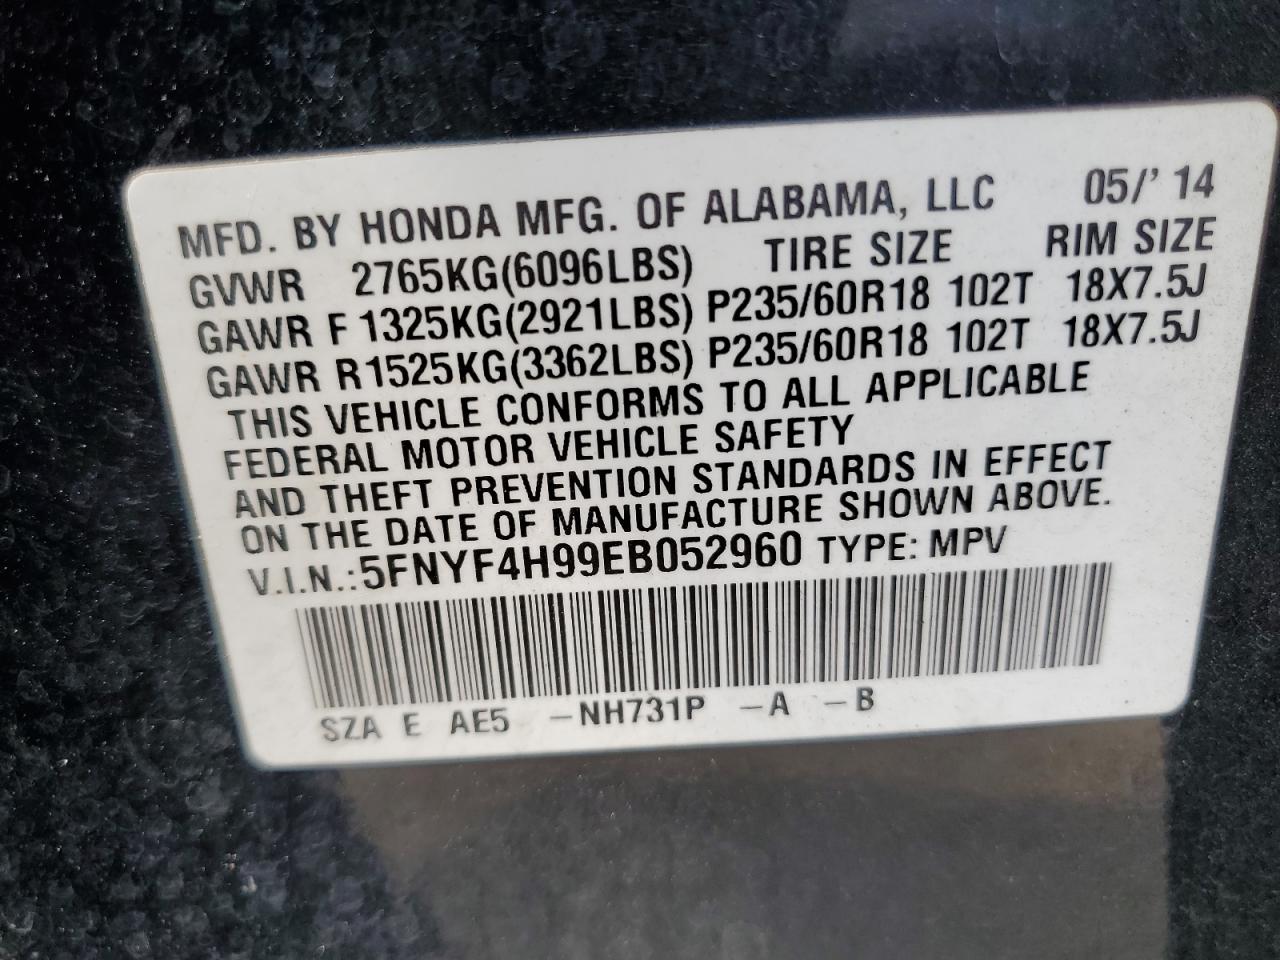 MFD. BY HONDA MFG. OF ALABAMA, LLC 05/' 14
GVWR 2765KG(6096LBS) TIRE SIZE RIM SIZE
GAWR F 1325KG(2921LBS) P235/60R18 102T 18X7.5J
GAWR R1525KG(3362LBS) P235/60R18 102T 18X7.5J
THIS VEHICLE CONFORMS TO ALL APPLICABLE
FEDERAL MOTOR VEHICLE SAFETY
AND THEFT PREVENTION STANDARDS IN EFFECT
ON THE DATE OF MANUFACTURE SHOWN ABOVE.
V.I.N.:5FNYF4H99EB052960 TYPE: MPV
SZA E AE5 -NH731P -A -B